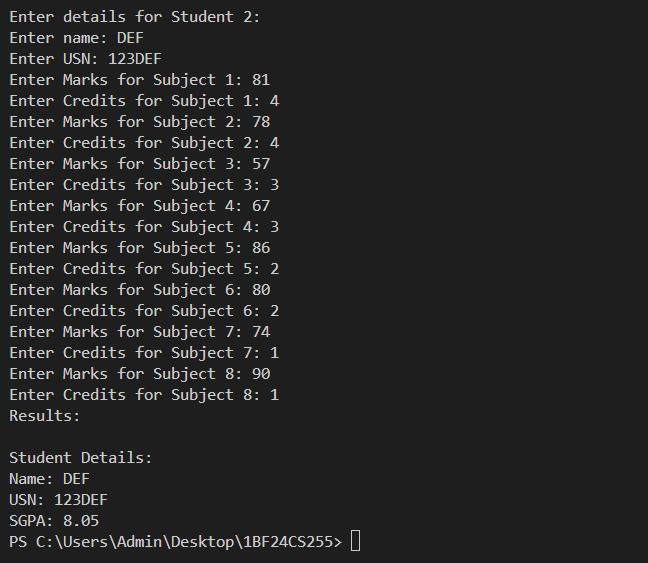 Enter details for Student 2:
Enter name: DEF
Enter USN: 123DEF
Enter Marks for Subject 1: 81
Enter Credits for Subject 1: 4
Enter Marks for Subject 2: 78
Enter Credits for Subject 2: 4
Enter Marks for Subject 3: 57
Enter Credits for Subject 3: 3
Enter Marks for Subject 4: 67
Enter Credits for Subject 4: 3
Enter Marks for Subject 5: 86
Enter Credits for Subject 5: 2
Enter Marks for Subject 6: 80
Enter Credits for Subject 6: 2
Enter Marks for Subject 7: 74
Enter Credits for Subject 7: 1
Enter Marks for Subject 8: 90
Enter Credits for Subject 8: 1
Results:

Student Details:
Name: DEF
USN: 123DEF
SGPA: 8.05
PS C:\Users\Admin\Desktop\1BF24CS255>